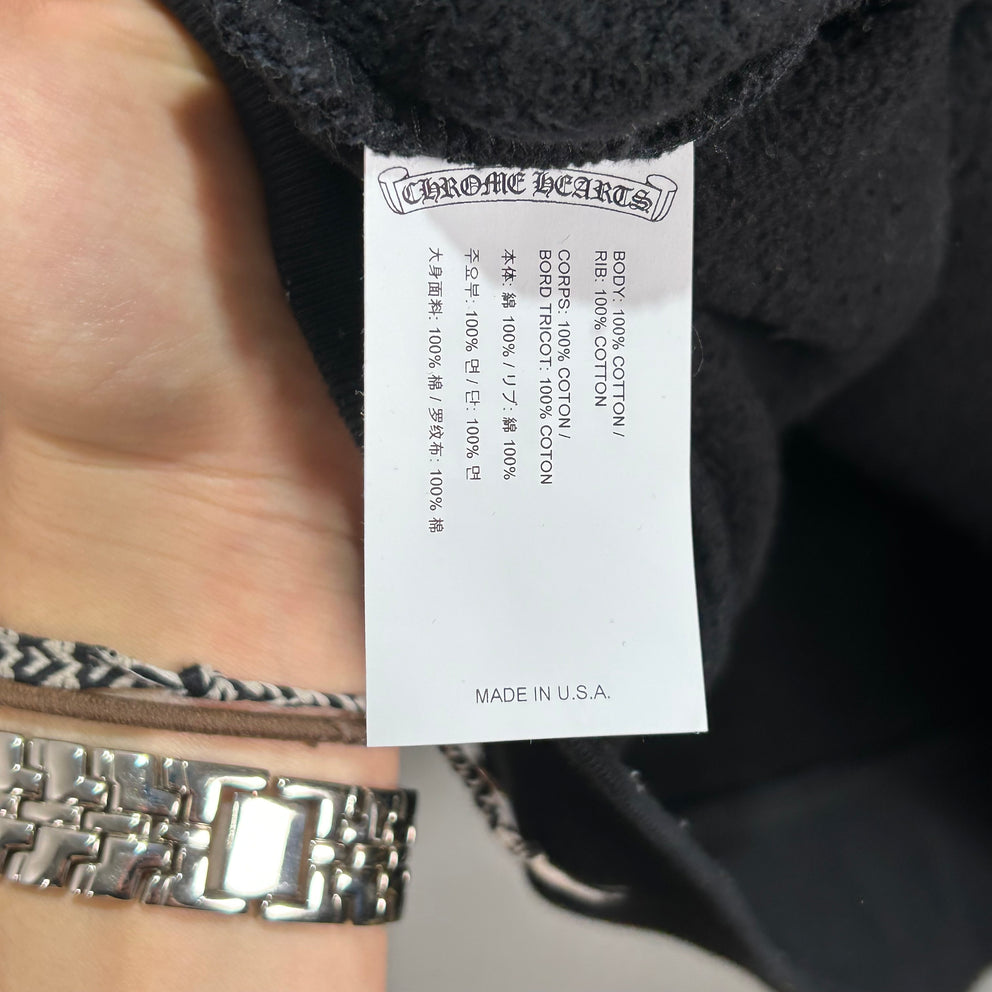 CHROME HEARTS
BODY: 100% COTTON /
RIB: 100% COTTON
CORPS: 100% COTON /
BORD TRICOT: 100% COTON
本体: 綿 100% / リブ: 綿 100%
주요부: 100% 면 / 단: 100% 면
大身面料: 100% 棉 / 罗纹布: 100% 棉
MADE IN U.S.A.